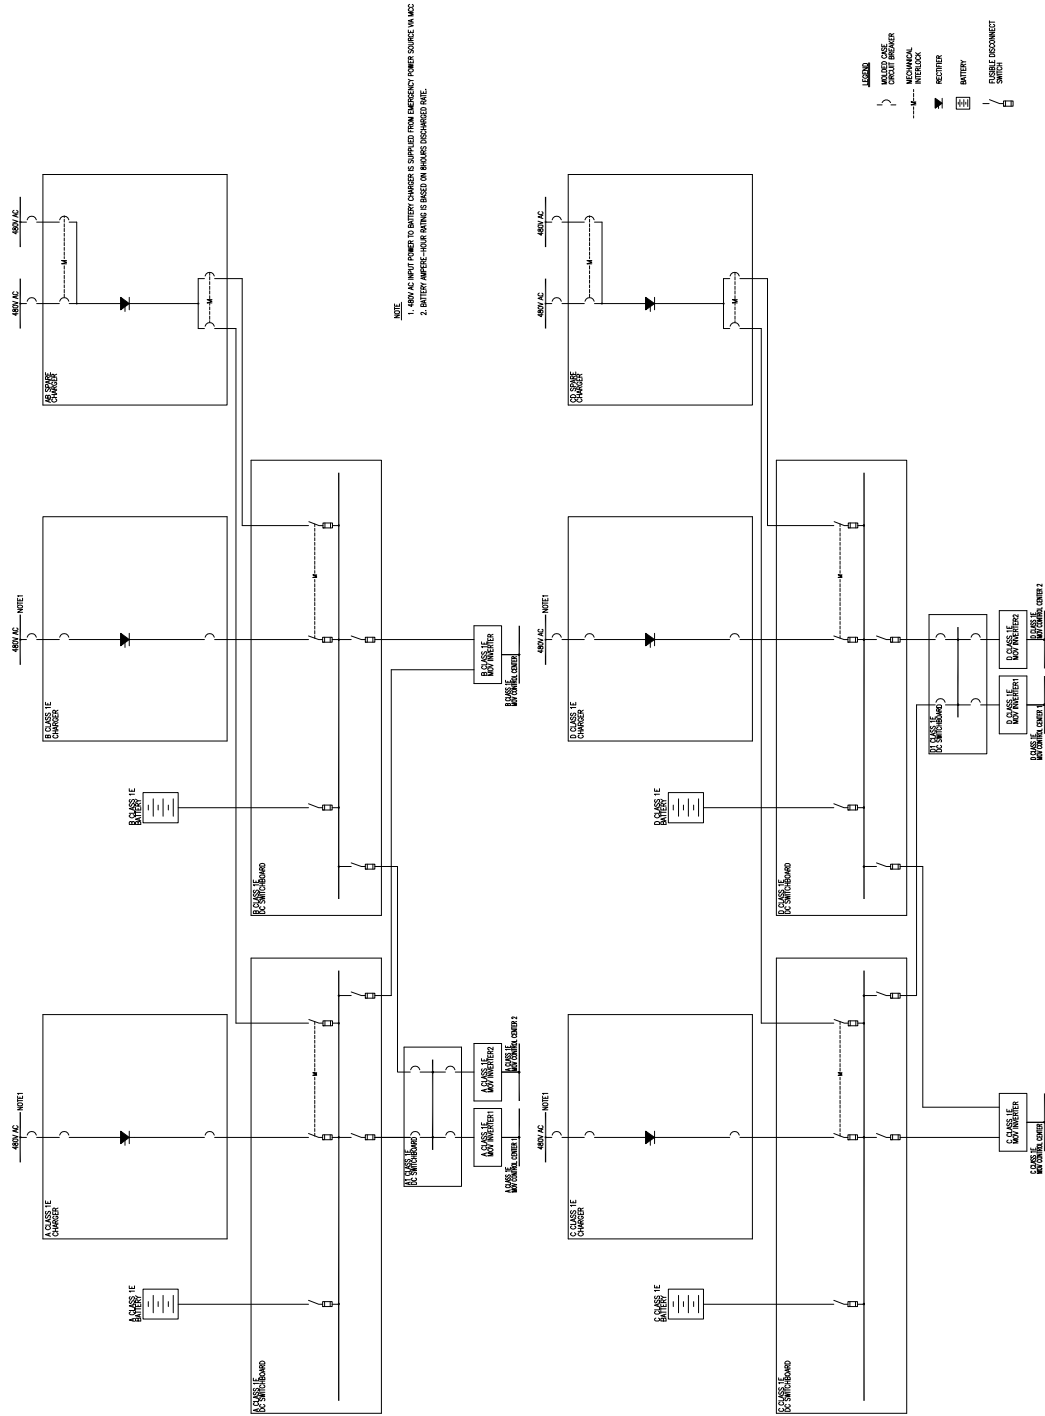 480V AC
NOTE1
A CLASS 1E
CHARGER
A CLASS 1E
BATTERY
A CLASS 1E
DC SWITCHBOARD
M
A1 CLASS 1E
DC SWITCHBOARD
A CLASS 1E
MOV INVERTER1
A CLASS 1E
MOV INVERTER2
A CLASS 1E
MOV CONTROL CENTER 1
A CLASS 1E
MOV CONTROL CENTER 2
480V AC
NOTE1
B CLASS 1E
CHARGER
B CLASS 1E
BATTERY
B CLASS 1E
DC SWITCHBOARD
M
B CLASS 1E
MOV INVERTER
B CLASS 1E
MOV CONTROL CENTER
480V AC
480V AC
AB SPARE
CHARGER
M
M
NOTE
1. 480V AC INPUT POWER TO BATTERY CHARGER IS SUPPLIED FROM EMERGENCY POWER SOURCE VIA MCC
2. BATTERY AMPERE-HOUR RATING IS BASED ON 8HOURS DISCHARGED RATE.
480V AC
NOTE1
C CLASS 1E
CHARGER
C CLASS 1E
BATTERY
C CLASS 1E
DC SWITCHBOARD
M
C CLASS 1E
MOV INVERTER
C CLASS 1E
MOV CONTROL CENTER
480V AC
NOTE1
D CLASS 1E
CHARGER
D CLASS 1E
BATTERY
D CLASS 1E
DC SWITCHBOARD
M
D1 CLASS 1E
DC SWITCHBOARD
D CLASS 1E
MOV INVERTER1
D CLASS 1E
MOV INVERTER2
D CLASS 1E
MOV CONTROL CENTER 1
D CLASS 1E
MOV CONTROL CENTER 2
480V AC
480V AC
CD SPARE
CHARGER
M
M
LEGEND
MOLDED CASE
CIRCUIT BREAKER
M
MECHANICAL
INTERLOCK
RECTIFIER
BATTERY
FUSIBLE DISCONNECT
SWITCH